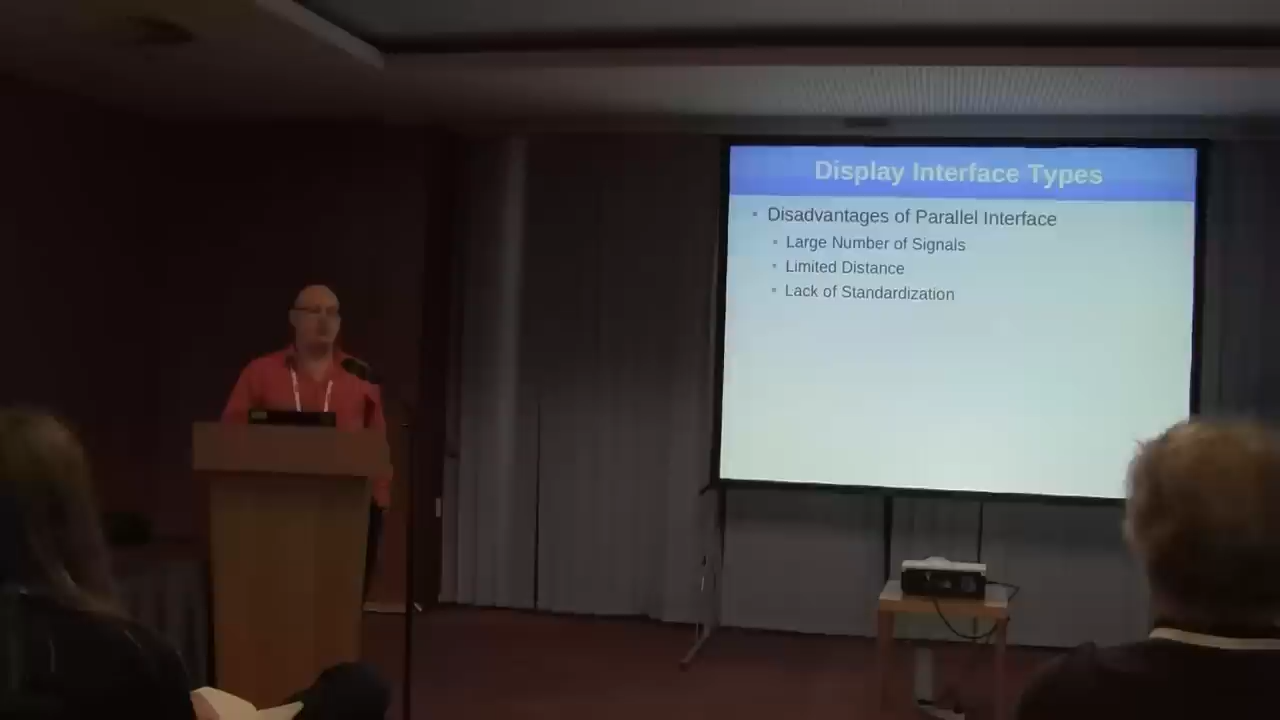 Display Interface Types
Disadvantages of Parallel Interface
Large Number of Signals
Limited Distance
Lack of Standardization